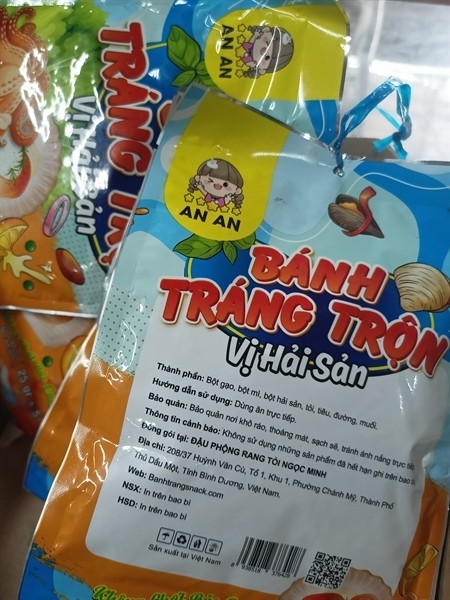 AN AN
TRÁNG
Vị Hải Sản
AN AN
BÁNH
TRÁNG TRỘN
Vị Hải Sản
Thành phần: Bột gạo, bột mì, bột hải sản, tỏi, tiêu, đường, muối.
Hướng dẫn sử dụng: Dùng ăn trực tiếp.
Bảo quản: Bảo quản nơi khô ráo, thoáng mát, sạch sẽ, tránh ánh nắng trực tiếp
Thông tin cảnh báo: Không sử dụng những sản phẩm đã hết hạn ghi trên bao
Đóng gói tại: ĐẬU PHỘNG RANG TỎI NGỌC MINH
Địa chỉ: 208/37 Huỳnh Văn Cù, Tổ 1, Khu 1, Phường Chánh Mỹ, Thành Phố
Thủ Dầu Một, Tỉnh Bình Dương, Việt Nam.
Web: Banhtrangsnack.com
NSX: In trên bao bì
HSD: In trên bao bì
Sản xuất tại Việt Nam